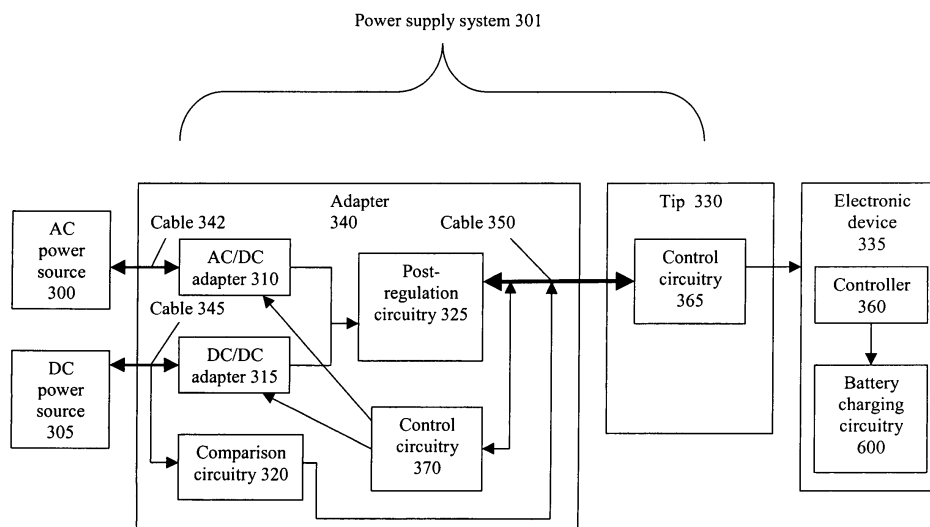 Power supply system 301
AC
power
source
300
DC
power
source
305
Cable 342
Cable 345
Adapter
340
AC/DC
adapter 310
DC/DC
adapter 315
Comparison
circuitry 320
Post-
regulation
circuitry 325
Control
circuitry
370
Cable 350
Tip 330
Control
circuitry
365
Electronic
device
335
Controller
360
Battery
charging
circuitry
600